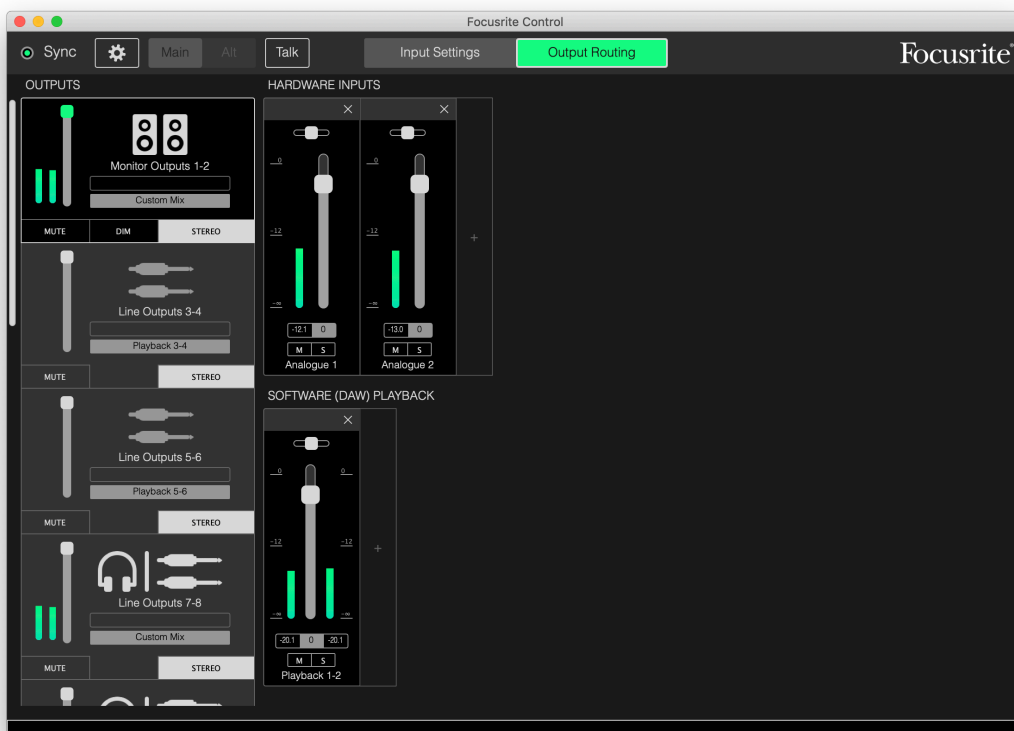 Focusrite Control
Sync
Main
Alt
Talk
Input Settings
Output Routing
Focusrite®
OUTPUTS
Monitor Outputs 1-2
Custom Mix
MUTE DIM STEREO
Line Outputs 3-4
Playback 3-4
MUTE STEREO
Line Outputs 5-6
Playback 5-6
MUTE STEREO
Line Outputs 7-8
Custom Mix
MUTE STEREO
HARDWARE INPUTS
0
-12
-∞
-12.1 0
M S
Analogue 1
0
-12
-∞
-13.0 0
M S
Analogue 2
+
SOFTWARE (DAW) PLAYBACK
0 0
-12 -12
-∞ -∞
-20.1 0 -20.1
M S
Playback 1-2
+